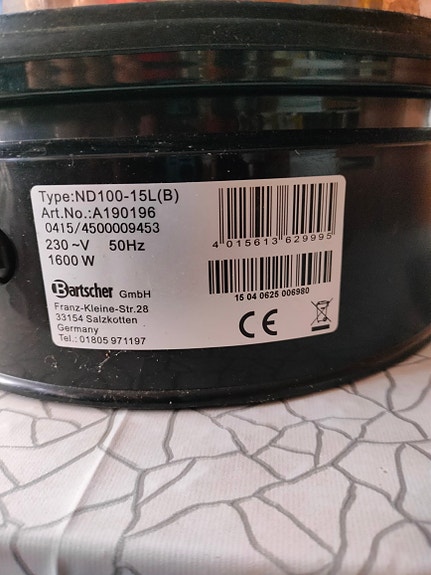 Type:ND100-15L(B)
Art.No.:A190196
0415/4500009453
230 ~V 50Hz
1600 W
4 015613 629995
15 04 0625 006980
Bartscher GmbH
Franz-Kleine-Str.28
33154 Salzkotten
Germany
Tel.: 01805 971197
CE